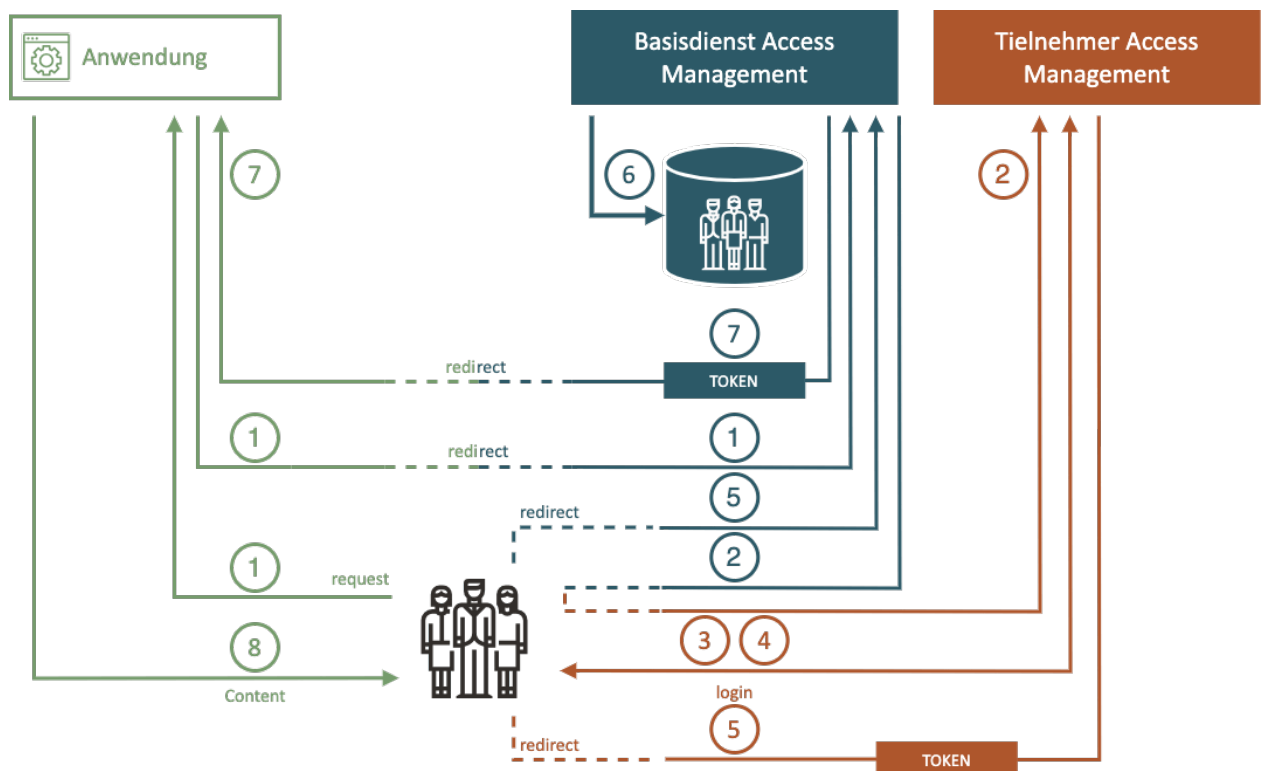 Anwendung
Basisdienst Access
Management
Tielnehmer Access
Management
7
6
2
7
redirect
TOKEN
1
1
redirect
5
redirect
2
1
request
3
4
8
Content
login
5
redirect
TOKEN